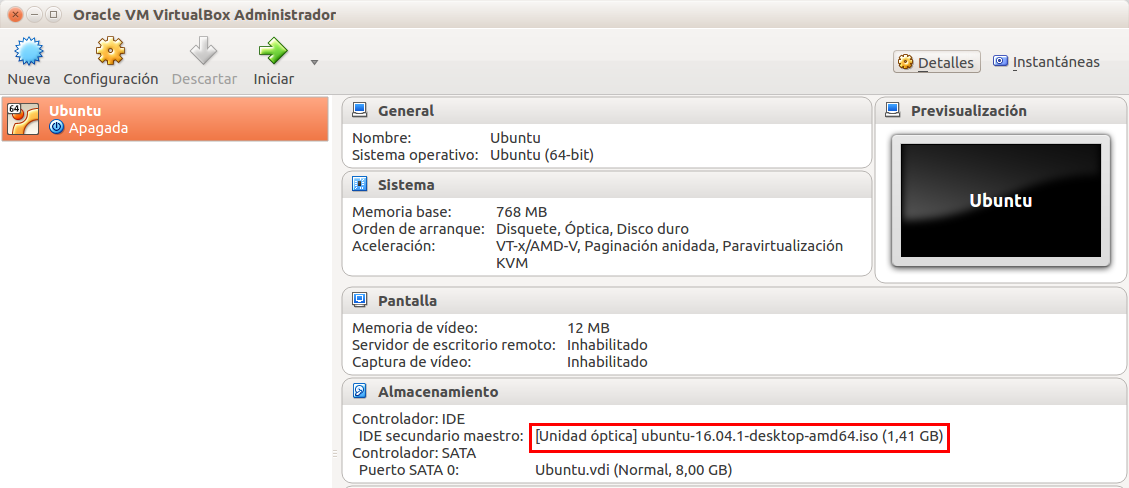 Oracle VM VirtualBox Administrador
Nueva Configuración Descartar Iniciar
Detalles Instantáneas
64 Ubuntu
Apagada
General
Nombre: Ubuntu
Sistema operativo: Ubuntu (64-bit)
Previsualización
Ubuntu
Sistema
Memoria base: 768 MB
Orden de arranque: Disquete, Óptica, Disco duro
Aceleración: VT-x/AMD-V, Paginación anidada, Paravirtualización
KVM
Pantalla
Memoria de vídeo: 12 MB
Servidor de escritorio remoto: Inhabilitado
Captura de vídeo: Inhabilitado
Almacenamiento
Controlador: IDE
IDE secundario maestro: [Unidad óptica] ubuntu-16.04.1-desktop-amd64.iso (1,41 GB)
Controlador: SATA
Puerto SATA 0: Ubuntu.vdi (Normal, 8,00 GB)